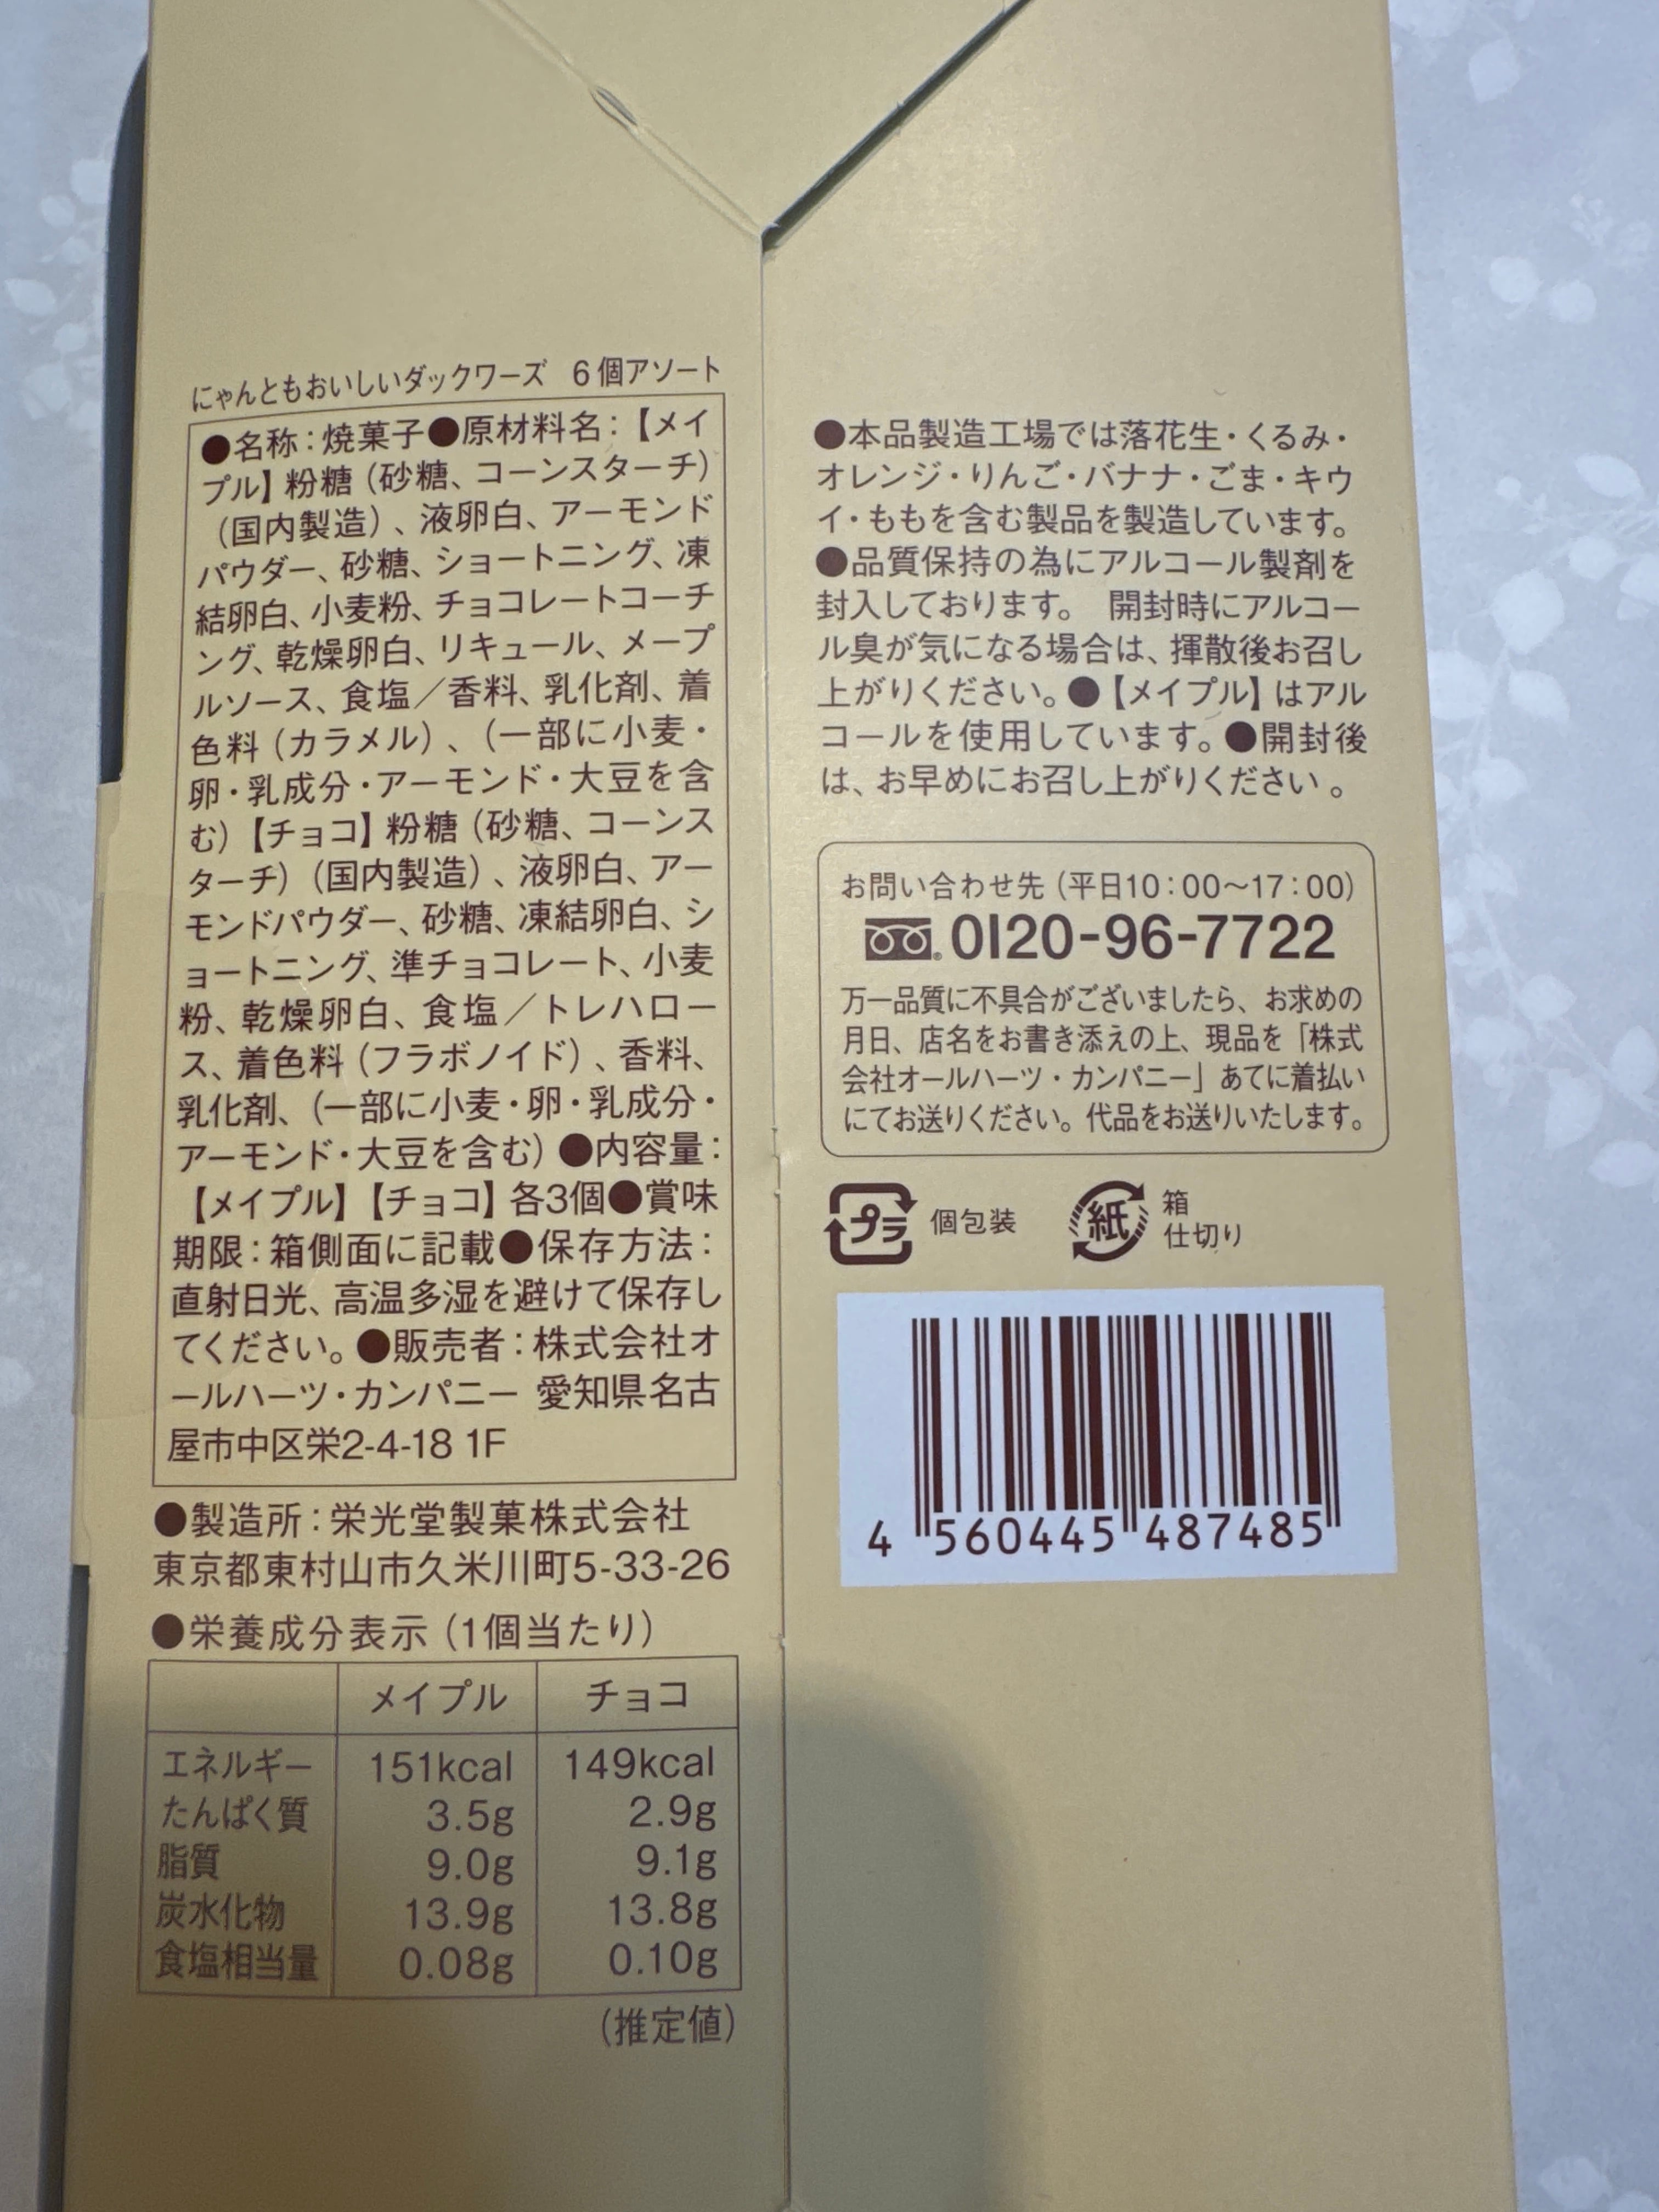 にゃんともおいしいダックワーズ 6個アソート
●名称：焼菓子●原材料名：【メイ
プル】粉糖（砂糖、コーンスターチ）
（国内製造）、液卵白、アーモンド
パウダー、砂糖、ショートニング、凍
結卵白、小麦粉、チョコレートコーチ
ング、乾燥卵白、リキュール、メープ
ルソース、食塩／香料、乳化剤、着
色料（カラメル）、（一部に小麦・
卵・乳成分・アーモンド・大豆を含
む）【チョコ】粉糖（砂糖、コーンス
ターチ）（国内製造）、液卵白、アー
モンドパウダー、砂糖、凍結卵白、シ
ョートニング、準チョコレート、小麦
粉、乾燥卵白、食塩／トレハロー
ス、着色料（フラボノイド）、香料、
乳化剤、（一部に小麦・卵・乳成分・
アーモンド・大豆を含む）●内容量：
【メイプル】【チョコ】各3個●賞味
期限：箱側面に記載●保存方法：
直射日光、高温多湿を避けて保存し
てください。●販売者：株式会社オ
ールハーツ・カンパニー 愛知県名古
屋市中区栄2-4-18 1F
●製造所：栄光堂製菓株式会社
東京都東村山市久米川町5-33-26
●栄養成分表示（1個当たり）
メイプル チョコ
エネルギー 151kcal 149kcal
たんぱく質 3.5g 2.9g
脂質 9.0g 9.1g
炭水化物 13.9g 13.8g
食塩相当量 0.08g 0.10g
（推定値）
●本品製造工場では落花生・くるみ・
オレンジ・りんご・バナナ・ごま・キウ
イ・ももを含む製品を製造しています。
●品質保持の為にアルコール製剤を
封入しております。 開封時にアルコー
ル臭が気になる場合は、揮散後お召し
上がりください。●【メイプル】はアル
コールを使用しています。●開封後
は、お早めにお召し上がりください。
お問い合わせ先（平日10：00～17：00）
0120-96-7722
万一品質に不具合がございましたら、お求めの
月日、店名をお書き添えの上、現品を「株式
会社オールハーツ・カンパニー」あてに着払い
にてお送りください。代品をお送りいたします。
プラ 個包装 紙 箱
仕切り
4 560445 487485